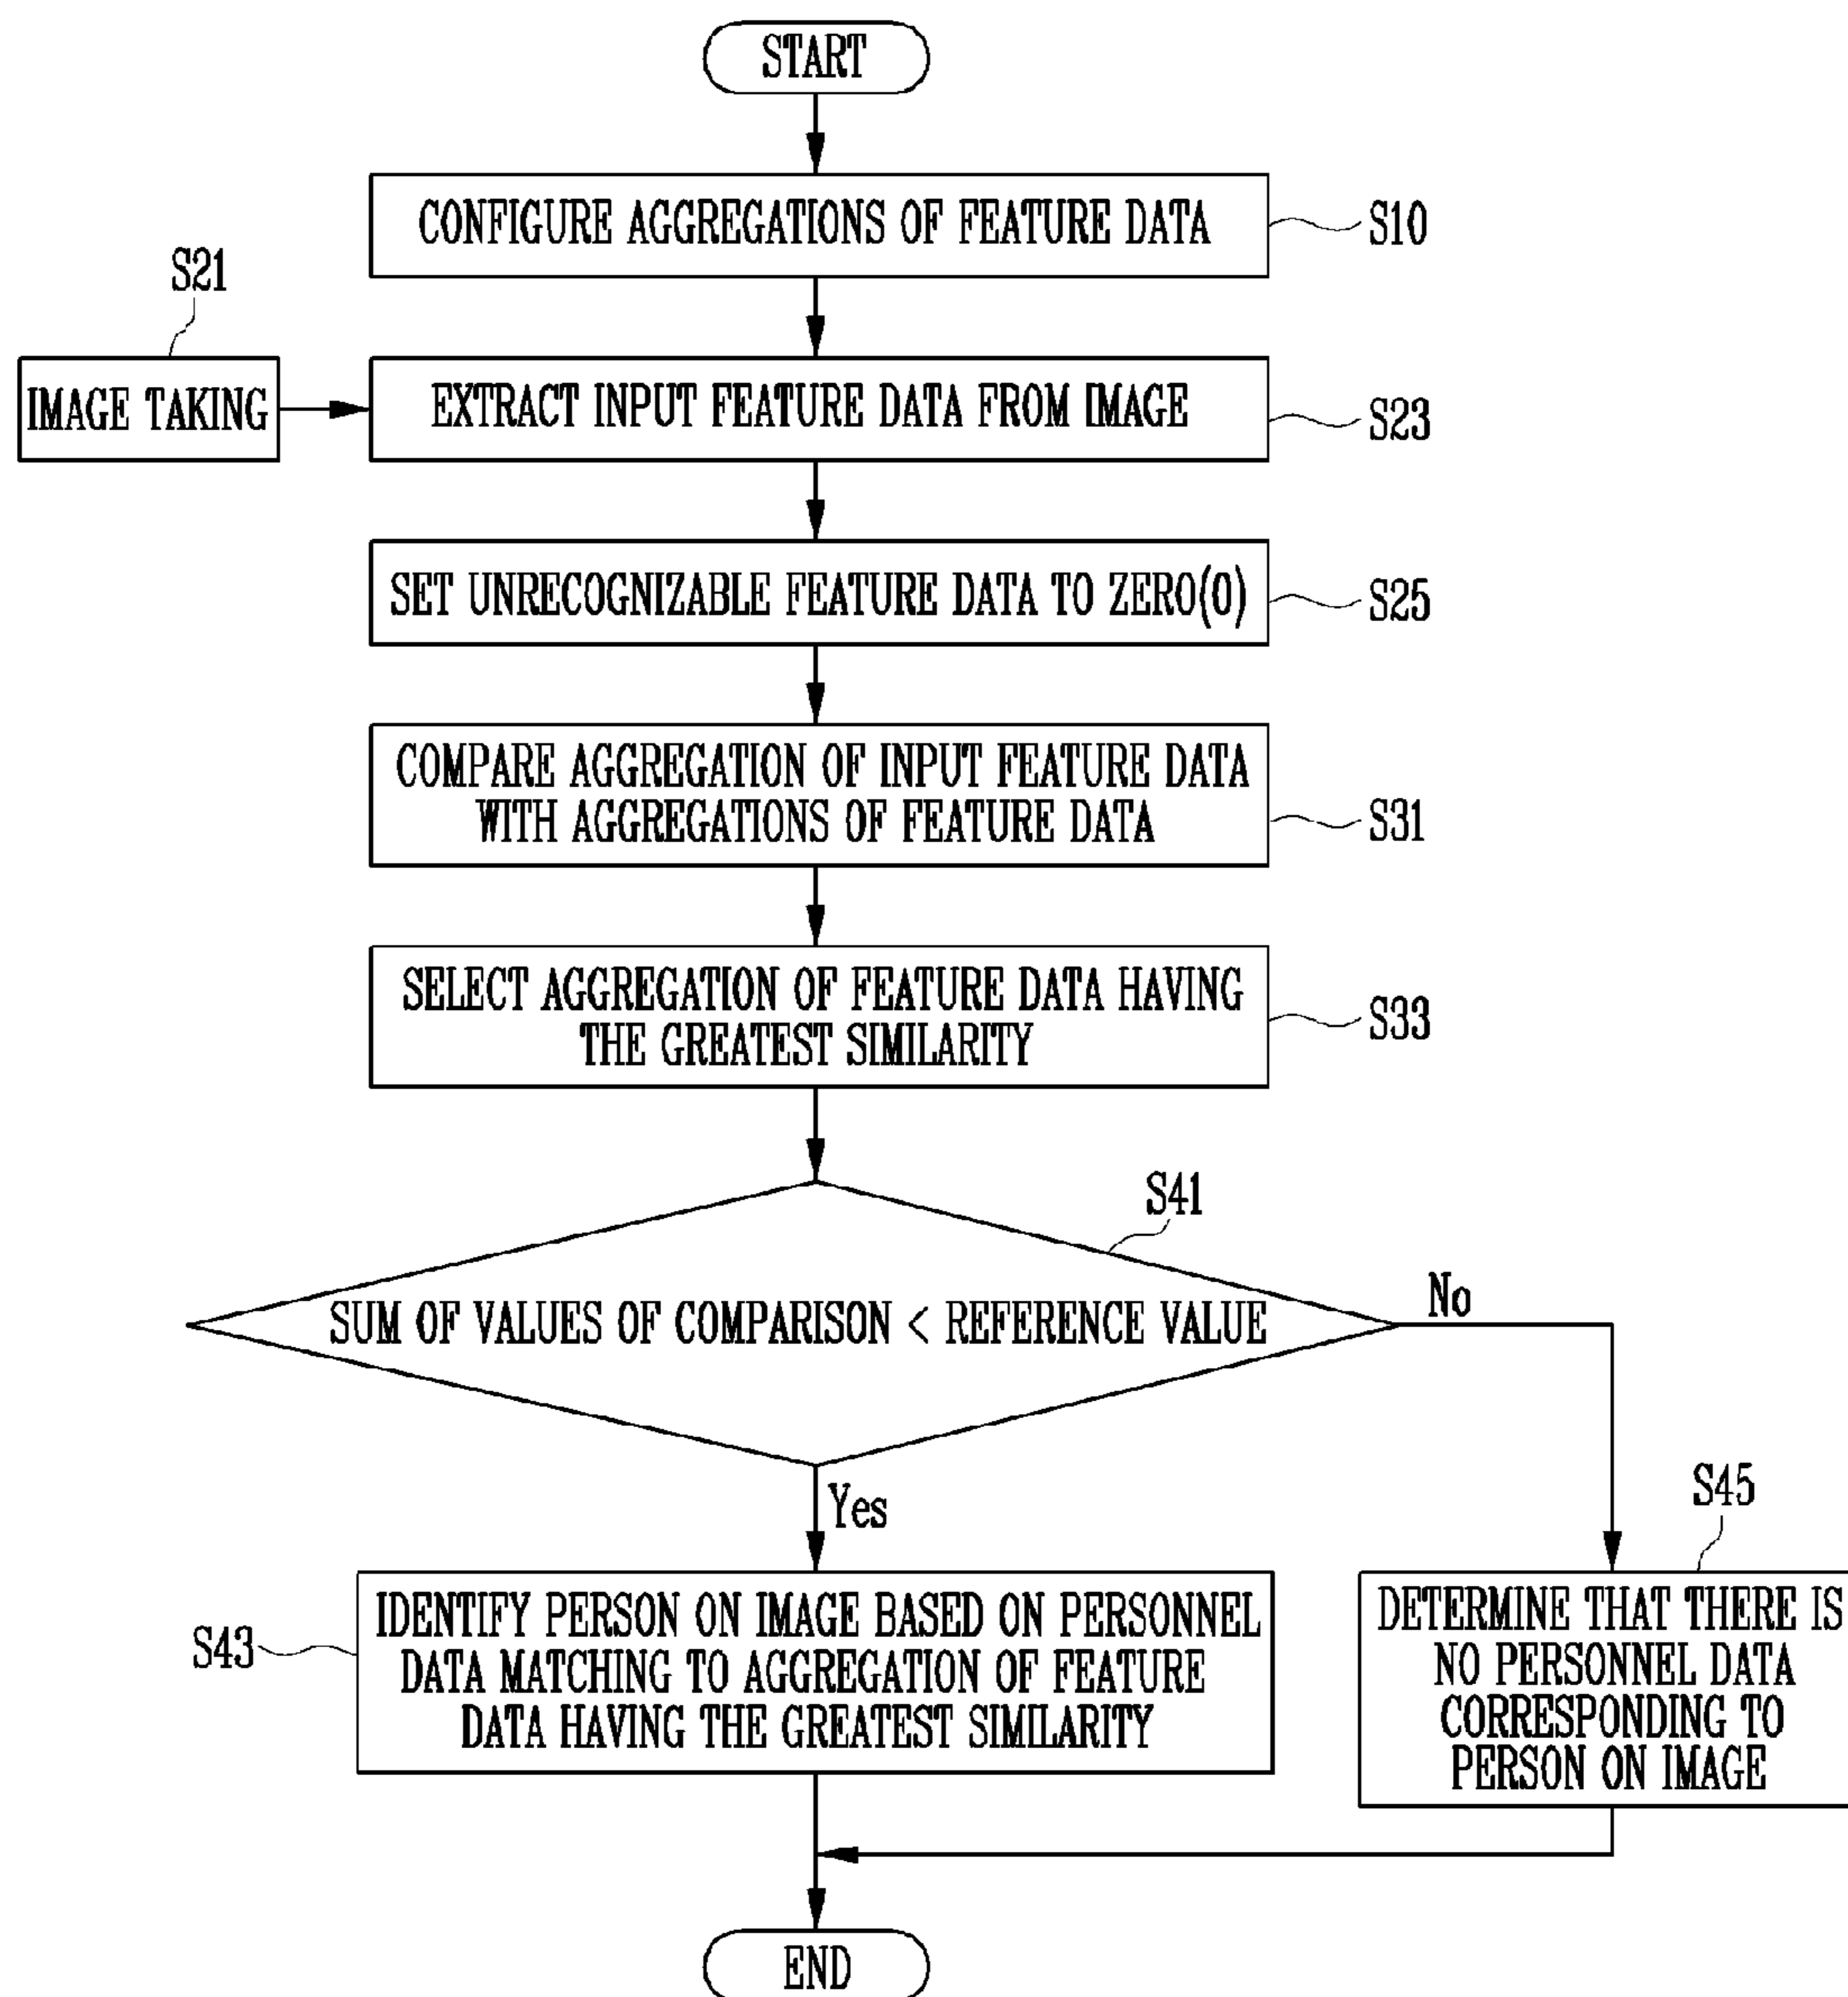 START
CONFIGURE AGGREGATIONS OF FEATURE DATA
S10
S21
IMAGE TAKING
EXTRACT INPUT FEATURE DATA FROM IMAGE
S23
SET UNRECOGNIZABLE FEATURE DATA TO ZERO(0)
S25
COMPARE AGGREGATION OF INPUT FEATURE DATA
WITH AGGREGATIONS OF FEATURE DATA
S31
SELECT AGGREGATION OF FEATURE DATA HAVING
THE GREATEST SIMILARITY
S33
S41
SUM OF VALUES OF COMPARISON < REFERENCE VALUE
No
Yes
S43
IDENTIFY PERSON ON IMAGE BASED ON PERSONNEL
DATA MATCHING TO AGGREGATION OF FEATURE
DATA HAVING THE GREATEST SIMILARITY
S45
DETERMINE THAT THERE IS
NO PERSONNEL DATA
CORRESPONDING TO
PERSON ON IMAGE
END